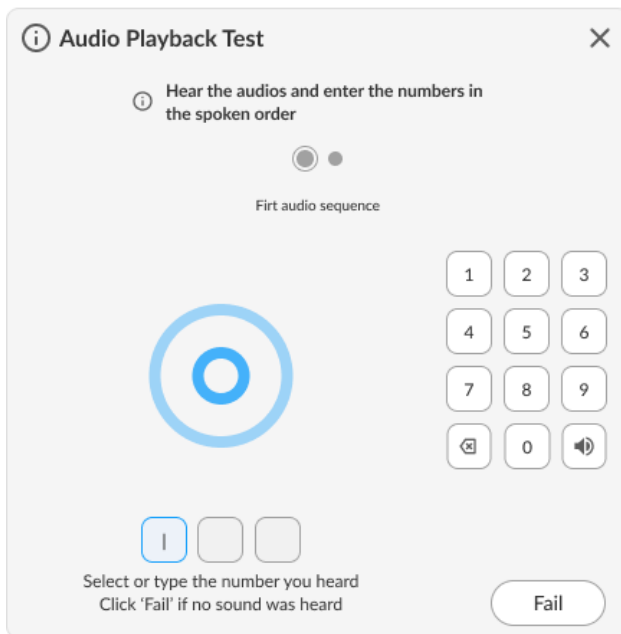 Audio Playback Test
Hear the audios and enter the numbers in
the spoken order
Firt audio sequence
1 2 3
4 5 6
7 8 9
0
Select or type the number you heard
Click ‘Fail’ if no sound was heard
Fail